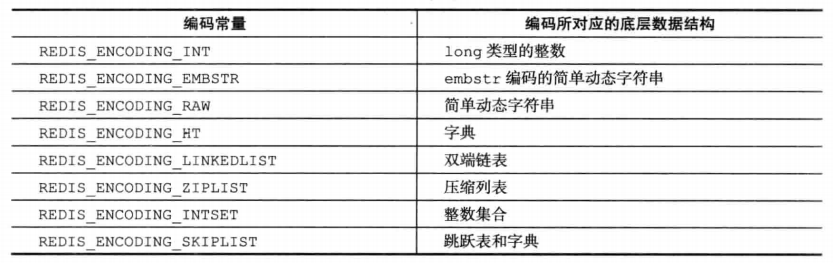 编码常量 编码所对应的底层数据结构
REDIS_ENCODING_INT long 类型的整数
REDIS_ENCODING_EMBSTR embstr 编码的简单动态字符串
REDIS_ENCODING_RAW 简单动态字符串
REDIS_ENCODING_HT 字典
REDIS_ENCODING_LINKEDLIST 双端链表
REDIS_ENCODING_ZIPLIST 压缩列表
REDIS_ENCODING_INTSET 整数集合
REDIS_ENCODING_SKIPLIST 跳跃表和字典